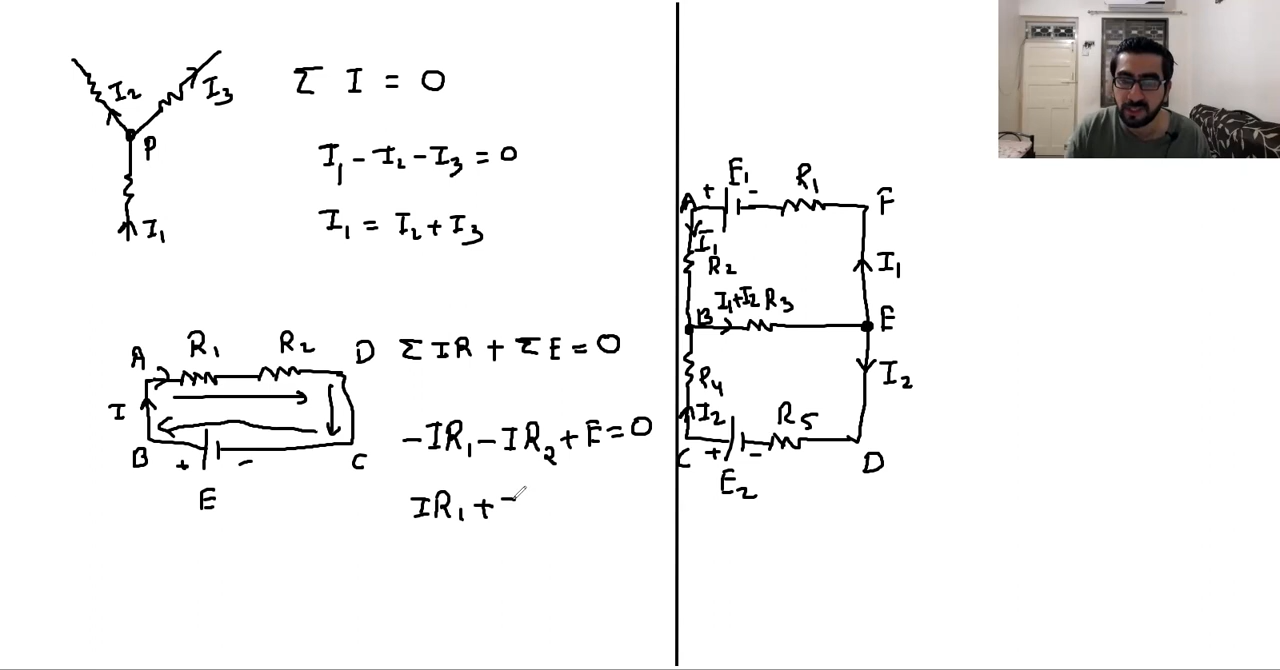 I2 I3
P
I1
Σ I = 0
I1 - I2 - I3 = 0
I1 = I2 + I3
A R1 R2 D
I
B + - C
E
Σ IR + Σ E = 0
-IR1 - IR2 + E = 0
IR1 +
A + E1 - R1 F
I1 I1
R2
B I1+I2 R3 E
R4 I2
I2 R5
C + - D
E2